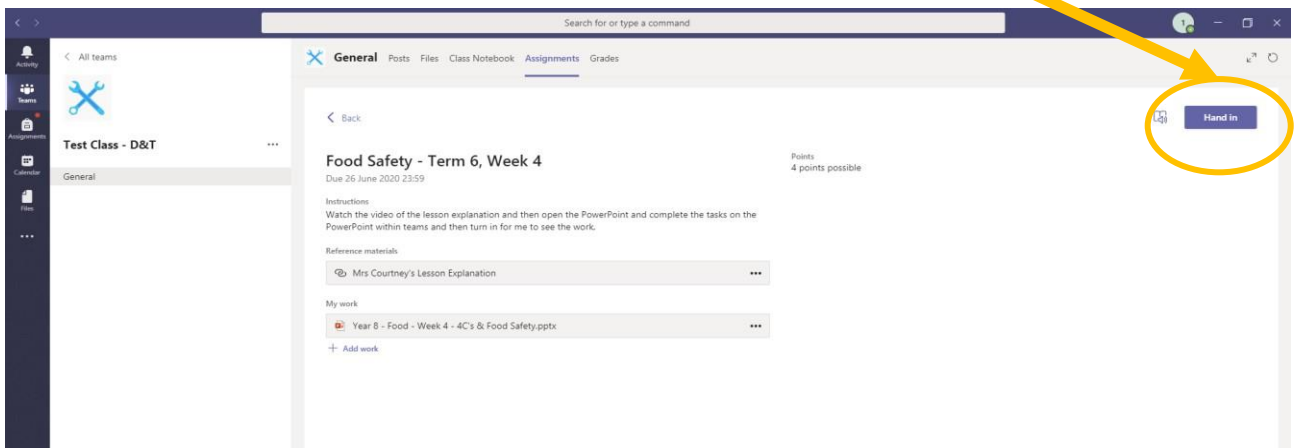 Search for or type a command
1
Activity
Teams
Assignments
Calendar
Files
All teams
Test Class - D&T
General
General Posts Files Class Notebook Assignments Grades
Back
Hand in
Food Safety - Term 6, Week 4
Due 26 June 2020 23:59
Points
4 points possible
Instructions
Watch the video of the lesson explanation and then open the PowerPoint and complete the tasks on the
PowerPoint within teams and then turn in for me to see the work.
Reference materials
Mrs Courtney's Lesson Explanation
My work
Year 8 - Food - Week 4 - 4C's & Food Safety.pptx
+ Add work